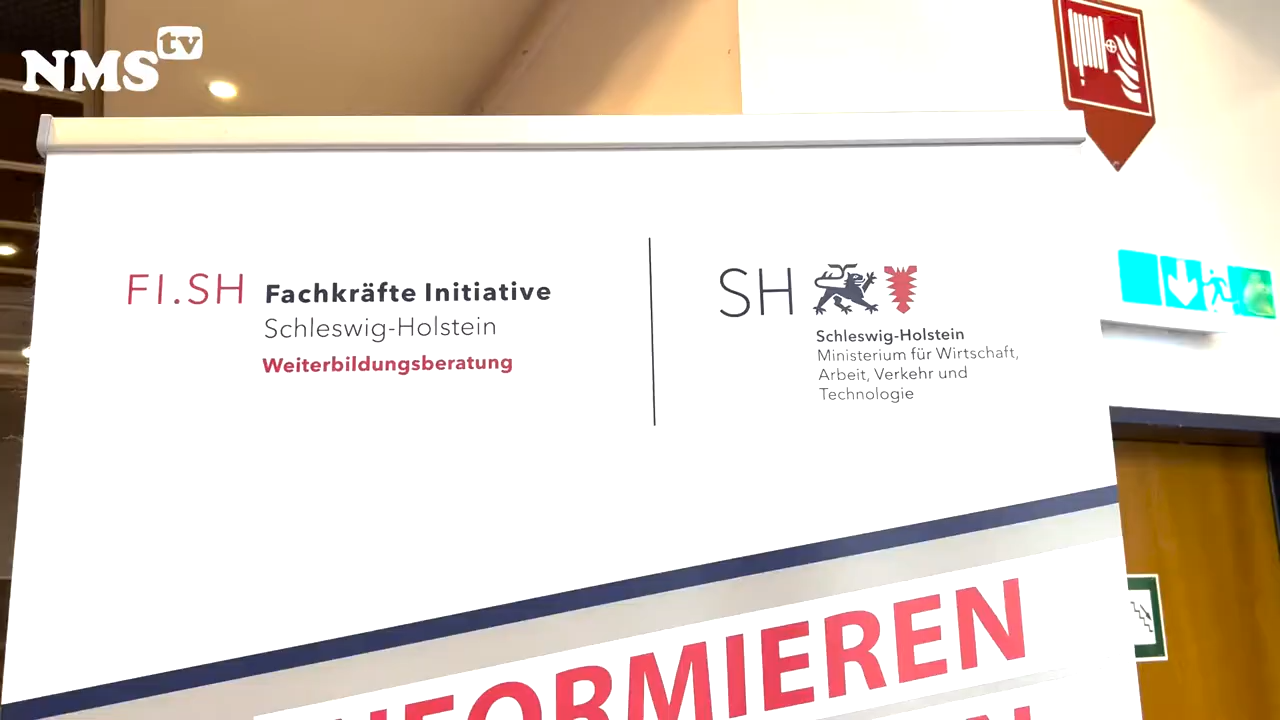 NMS tv
FI.SH Fachkräfte Initiative
Schleswig-Holstein
Weiterbildungsberatung
SH
Schleswig-Holstein
Ministerium für Wirtschaft,
Arbeit, Verkehr und
Technologie